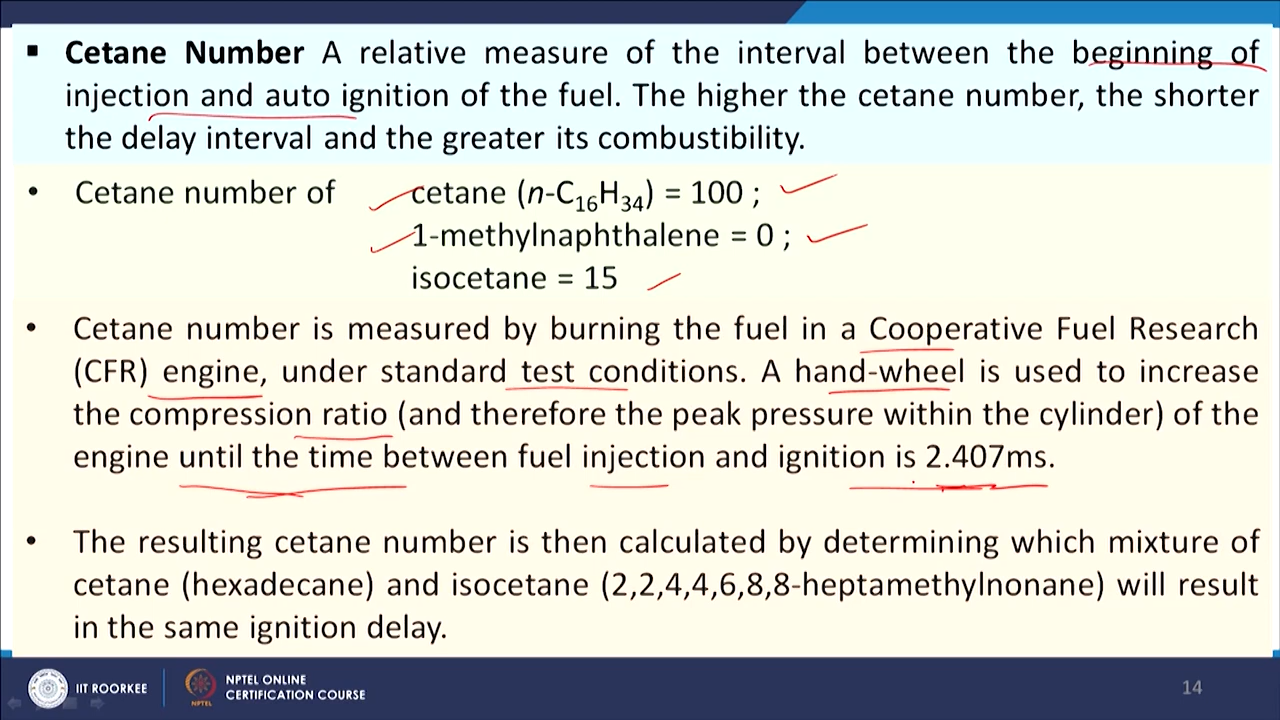 ▪ Cetane Number A relative measure of the interval between the beginning of
injection and auto ignition of the fuel. The higher the cetane number, the shorter
the delay interval and the greater its combustibility.
• Cetane number of cetane (n-C₁₆H₃₄) = 100 ;
1-methylnaphthalene = 0 ;
isocetane = 15
• Cetane number is measured by burning the fuel in a Cooperative Fuel Research
(CFR) engine, under standard test conditions. A hand-wheel is used to increase
the compression ratio (and therefore the peak pressure within the cylinder) of the
engine until the time between fuel injection and ignition is 2.407ms.
• The resulting cetane number is then calculated by determining which mixture of
cetane (hexadecane) and isocetane (2,2,4,4,6,8,8-heptamethylnonane) will result
in the same ignition delay.
IIT ROORKEE
NPTEL
NPTEL ONLINE
CERTIFICATION COURSE
14